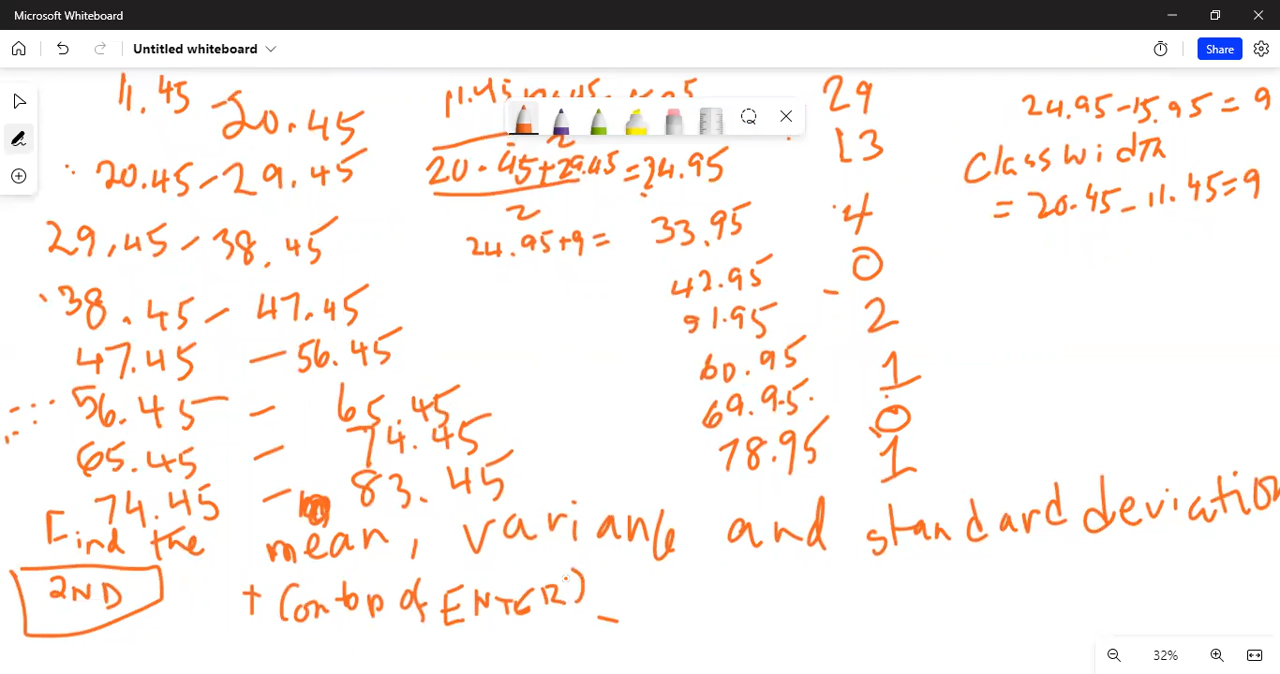 Microsoft Whiteboard
Untitled whiteboard
Share
11.45 - 20.45 29 24.95 - 15.95 = 9
20.45 - 29.45 20.45 + 29.45 = 24.95 13 Class width
2 = 20.45 - 11.45 = 9
29.45 - 38.45 24.95 + 9 = 33.95 4
38.45 - 47.45 42.95 0
47.45 - 56.45 51.95 2
56.45 - 65.45 60.95 1
65.45 - 74.45 69.95 0
74.45 - 83.45 78.95 1
Find the mean, variance and standard deviation
2ND + (on top of ENTER)
32%